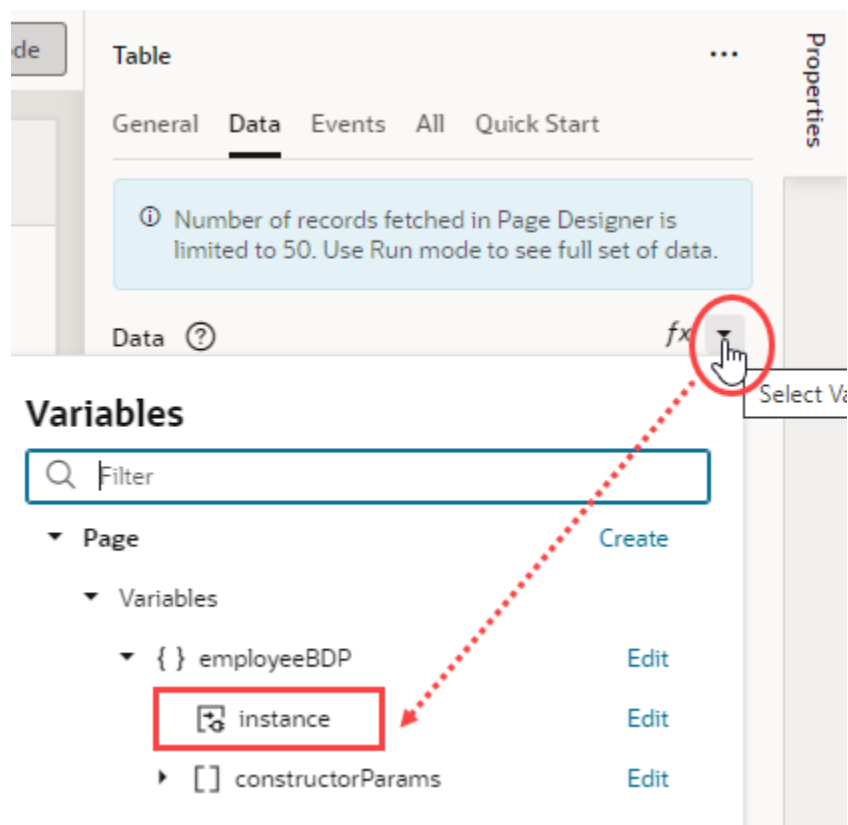 de
Table
Properties
General Data Events All Quick Start
Number of records fetched in Page Designer is
limited to 50. Use Run mode to see full set of data.
Data
fx
Select Va
Variables
Filter
Page Create
Variables
{ } employeeBDP Edit
instance Edit
[ ] constructorParams Edit